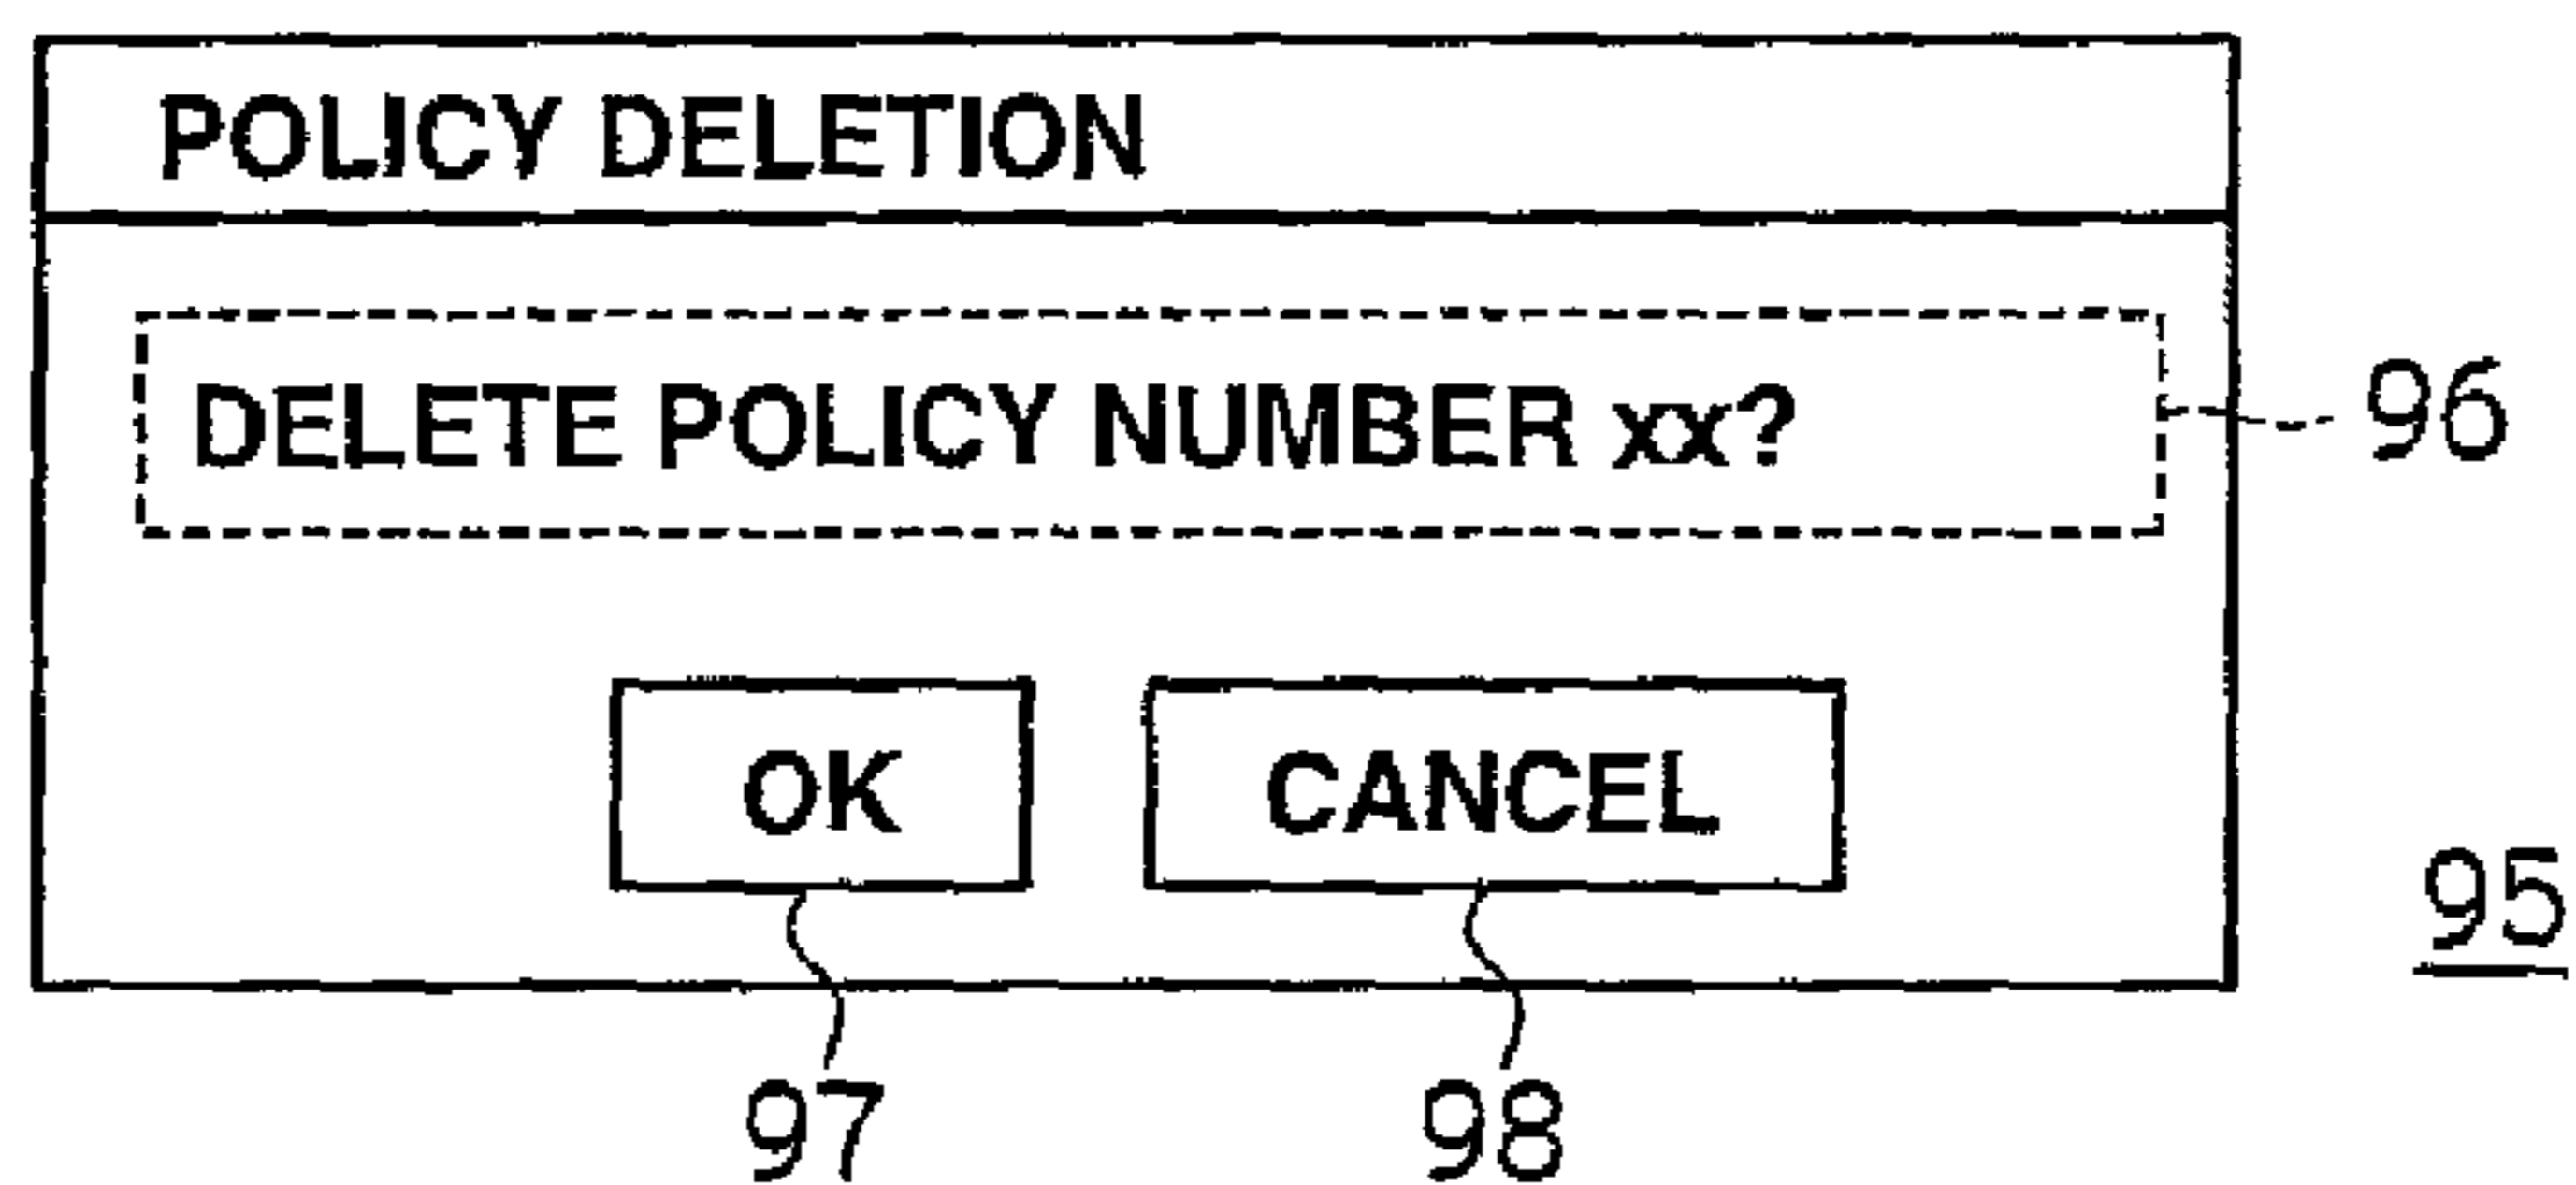 POLICY DELETION
DELETE POLICY NUMBER xx?
96
OK CANCEL
95
97 98